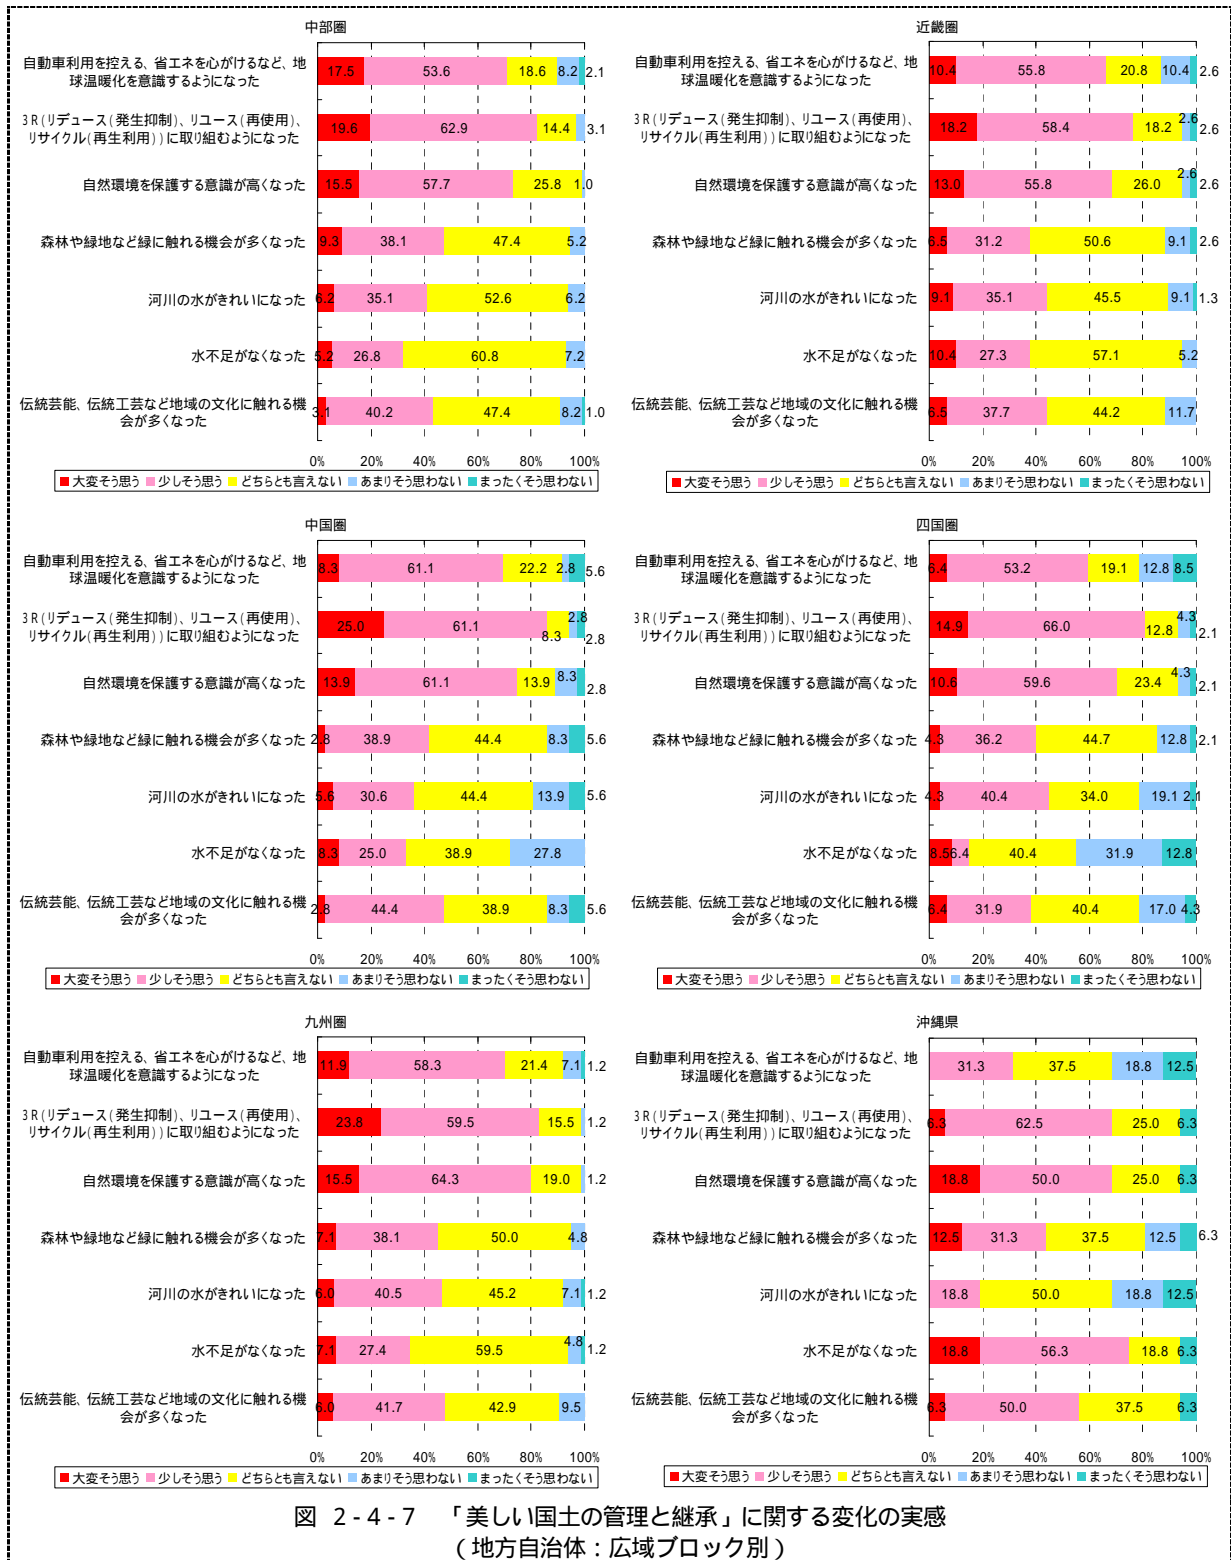 中部圏
自動車利用を控える、省エネを心がけるなど、地
球温暖化を意識するようになった
17.5 53.6 18.6 8.2 2.1
3R(リデュース(発生抑制)、リユース(再使用)、
リサイクル(再生利用))に取り組むようになった
19.6 62.9 14.4 3.1
自然環境を保護する意識が高くなった
15.5 57.7 25.8 1.0
森林や緑地など緑に触れる機会が多くなった
9.3 38.1 47.4 5.2
河川の水がきれいになった
6.2 35.1 52.6 6.2
水不足がなくなった
5.2 26.8 60.8 7.2
伝統芸能、伝統工芸など地域の文化に触れる機
会が多くなった
3.1 40.2 47.4 8.2 1.0
0% 20% 40% 60% 80% 100%
大変そう思う 少しそう思う どちらとも言えない あまりそう思わない まったくそう思わない
近畿圏
自動車利用を控える、省エネを心がけるなど、地
球温暖化を意識するようになった
10.4 55.8 20.8 10.4 2.6
3R(リデュース(発生抑制)、リユース(再使用)、
リサイクル(再生利用))に取り組むようになった
18.2 58.4 18.2 2.6 2.6
自然環境を保護する意識が高くなった
13.0 55.8 26.0 2.6 2.6
森林や緑地など緑に触れる機会が多くなった
6.5 31.2 50.6 9.1 2.6
河川の水がきれいになった
9.1 35.1 45.5 9.1 1.3
水不足がなくなった
10.4 27.3 57.1 5.2
伝統芸能、伝統工芸など地域の文化に触れる機
会が多くなった
6.5 37.7 44.2 11.7
0% 20% 40% 60% 80% 100%
大変そう思う 少しそう思う どちらとも言えない あまりそう思わない まったくそう思わない
中国圏
自動車利用を控える、省エネを心がけるなど、地
球温暖化を意識するようになった
8.3 61.1 22.2 2.8 5.6
3R(リデュース(発生抑制)、リユース(再使用)、
リサイクル(再生利用))に取り組むようになった
25.0 61.1 8.3 2.8 2.8
自然環境を保護する意識が高くなった
13.9 61.1 13.9 8.3 2.8
森林や緑地など緑に触れる機会が多くなった
2.8 38.9 44.4 8.3 5.6
河川の水がきれいになった
5.6 30.6 44.4 13.9 5.6
水不足がなくなった
8.3 25.0 38.9 27.8
伝統芸能、伝統工芸など地域の文化に触れる機
会が多くなった
2.8 44.4 38.9 8.3 5.6
0% 20% 40% 60% 80% 100%
大変そう思う 少しそう思う どちらとも言えない あまりそう思わない まったくそう思わない
四国圏
自動車利用を控える、省エネを心がけるなど、地
球温暖化を意識するようになった
6.4 53.2 19.1 12.8 8.5
3R(リデュース(発生抑制)、リユース(再使用)、
リサイクル(再生利用))に取り組むようになった
14.9 66.0 12.8 4.3 2.1
自然環境を保護する意識が高くなった
10.6 59.6 23.4 4.3 2.1
森林や緑地など緑に触れる機会が多くなった
4.3 36.2 44.7 12.8 2.1
河川の水がきれいになった
4.3 40.4 34.0 19.1 2.1
水不足がなくなった
8.5 6.4 40.4 31.9 12.8
伝統芸能、伝統工芸など地域の文化に触れる機
会が多くなった
6.4 31.9 40.4 17.0 4.3
0% 20% 40% 60% 80% 100%
大変そう思う 少しそう思う どちらとも言えない あまりそう思わない まったくそう思わない
九州圏
自動車利用を控える、省エネを心がけるなど、地
球温暖化を意識するようになった
11.9 58.3 21.4 7.1 1.2
3R(リデュース(発生抑制)、リユース(再使用)、
リサイクル(再生利用))に取り組むようになった
23.8 59.5 15.5 1.2
自然環境を保護する意識が高くなった
15.5 64.3 19.0 1.2
森林や緑地など緑に触れる機会が多くなった
7.1 38.1 50.0 4.8
河川の水がきれいになった
6.0 40.5 45.2 7.1 1.2
水不足がなくなった
7.1 27.4 59.5 4.8 1.2
伝統芸能、伝統工芸など地域の文化に触れる機
会が多くなった
6.0 41.7 42.9 9.5
0% 20% 40% 60% 80% 100%
大変そう思う 少しそう思う どちらとも言えない あまりそう思わない まったくそう思わない
沖縄県
自動車利用を控える、省エネを心がけるなど、地
球温暖化を意識するようになった
31.3 37.5 18.8 12.5
3R(リデュース(発生抑制)、リユース(再使用)、
リサイクル(再生利用))に取り組むようになった
6.3 62.5 25.0 6.3
自然環境を保護する意識が高くなった
18.8 50.0 25.0 6.3
森林や緑地など緑に触れる機会が多くなった
12.5 31.3 37.5 12.5 6.3
河川の水がきれいになった
18.8 50.0 18.8 12.5
水不足がなくなった
18.8 56.3 18.8 6.3
伝統芸能、伝統工芸など地域の文化に触れる機
会が多くなった
6.3 50.0 37.5 6.3
0% 20% 40% 60% 80% 100%
大変そう思う 少しそう思う どちらとも言えない あまりそう思わない まったくそう思わない
図 2-4-7 「美しい国土の管理と継承」に関する変化の実感
(地方自治体:広域ブロック別)